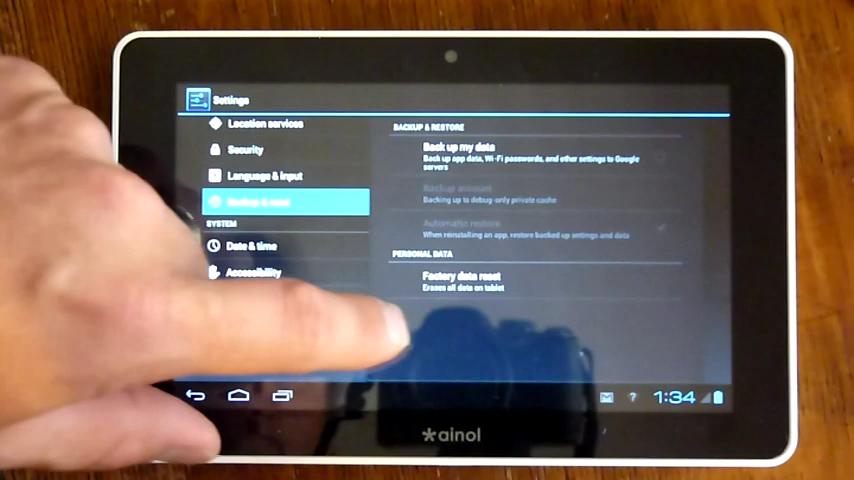 Settings
Location services
Security
Language & input
Backup & reset
SYSTEM
Date & time
Accessibility
BACKUP & RESTORE
Back up my data
Back up app data, Wi-Fi passwords, and other settings to Google
servers
Backup account
Backing up to debug-only private cache
Automatic restore
When reinstalling an app, restore backed up settings and data
PERSONAL DATA
Factory data reset
Erases all data on tablet
?
1:34
ainol